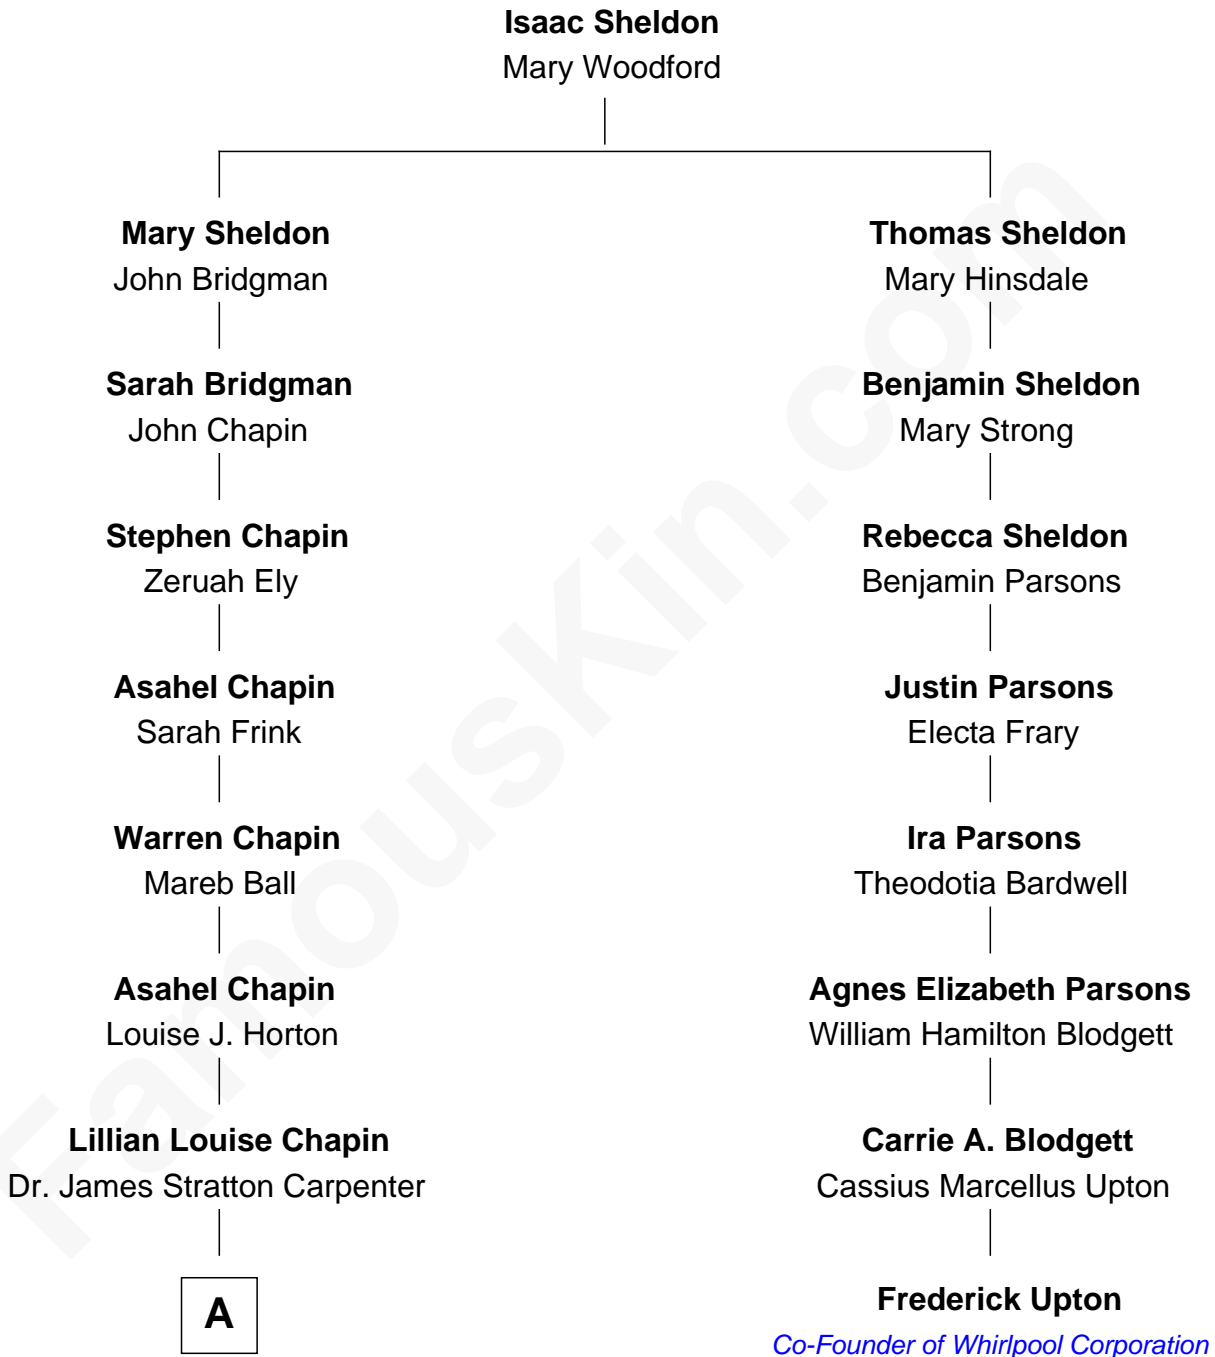 Isaac Sheldon
Mary Woodford
Mary Sheldon
John Bridgman
Sarah Bridgman
John Chapin
Stephen Chapin
Zeruah Ely
Asahel Chapin
Sarah Frink
Warren Chapin
Mareb Ball
Asahel Chapin
Louise J. Horton
Lillian Louise Chapin
Dr. James Stratton Carpenter
A
Thomas Sheldon
Mary Hinsdale
Benjamin Sheldon
Mary Strong
Rebecca Sheldon
Benjamin Parsons
Justin Parsons
Electa Frary
Ira Parsons
Theodotia Bardwell
Agnes Elizabeth Parsons
William Hamilton Blodgett
Carrie A. Blodgett
Cassius Marcellus Upton
Frederick Upton
Co-Founder of Whirlpool Corporation
FamousKin.com